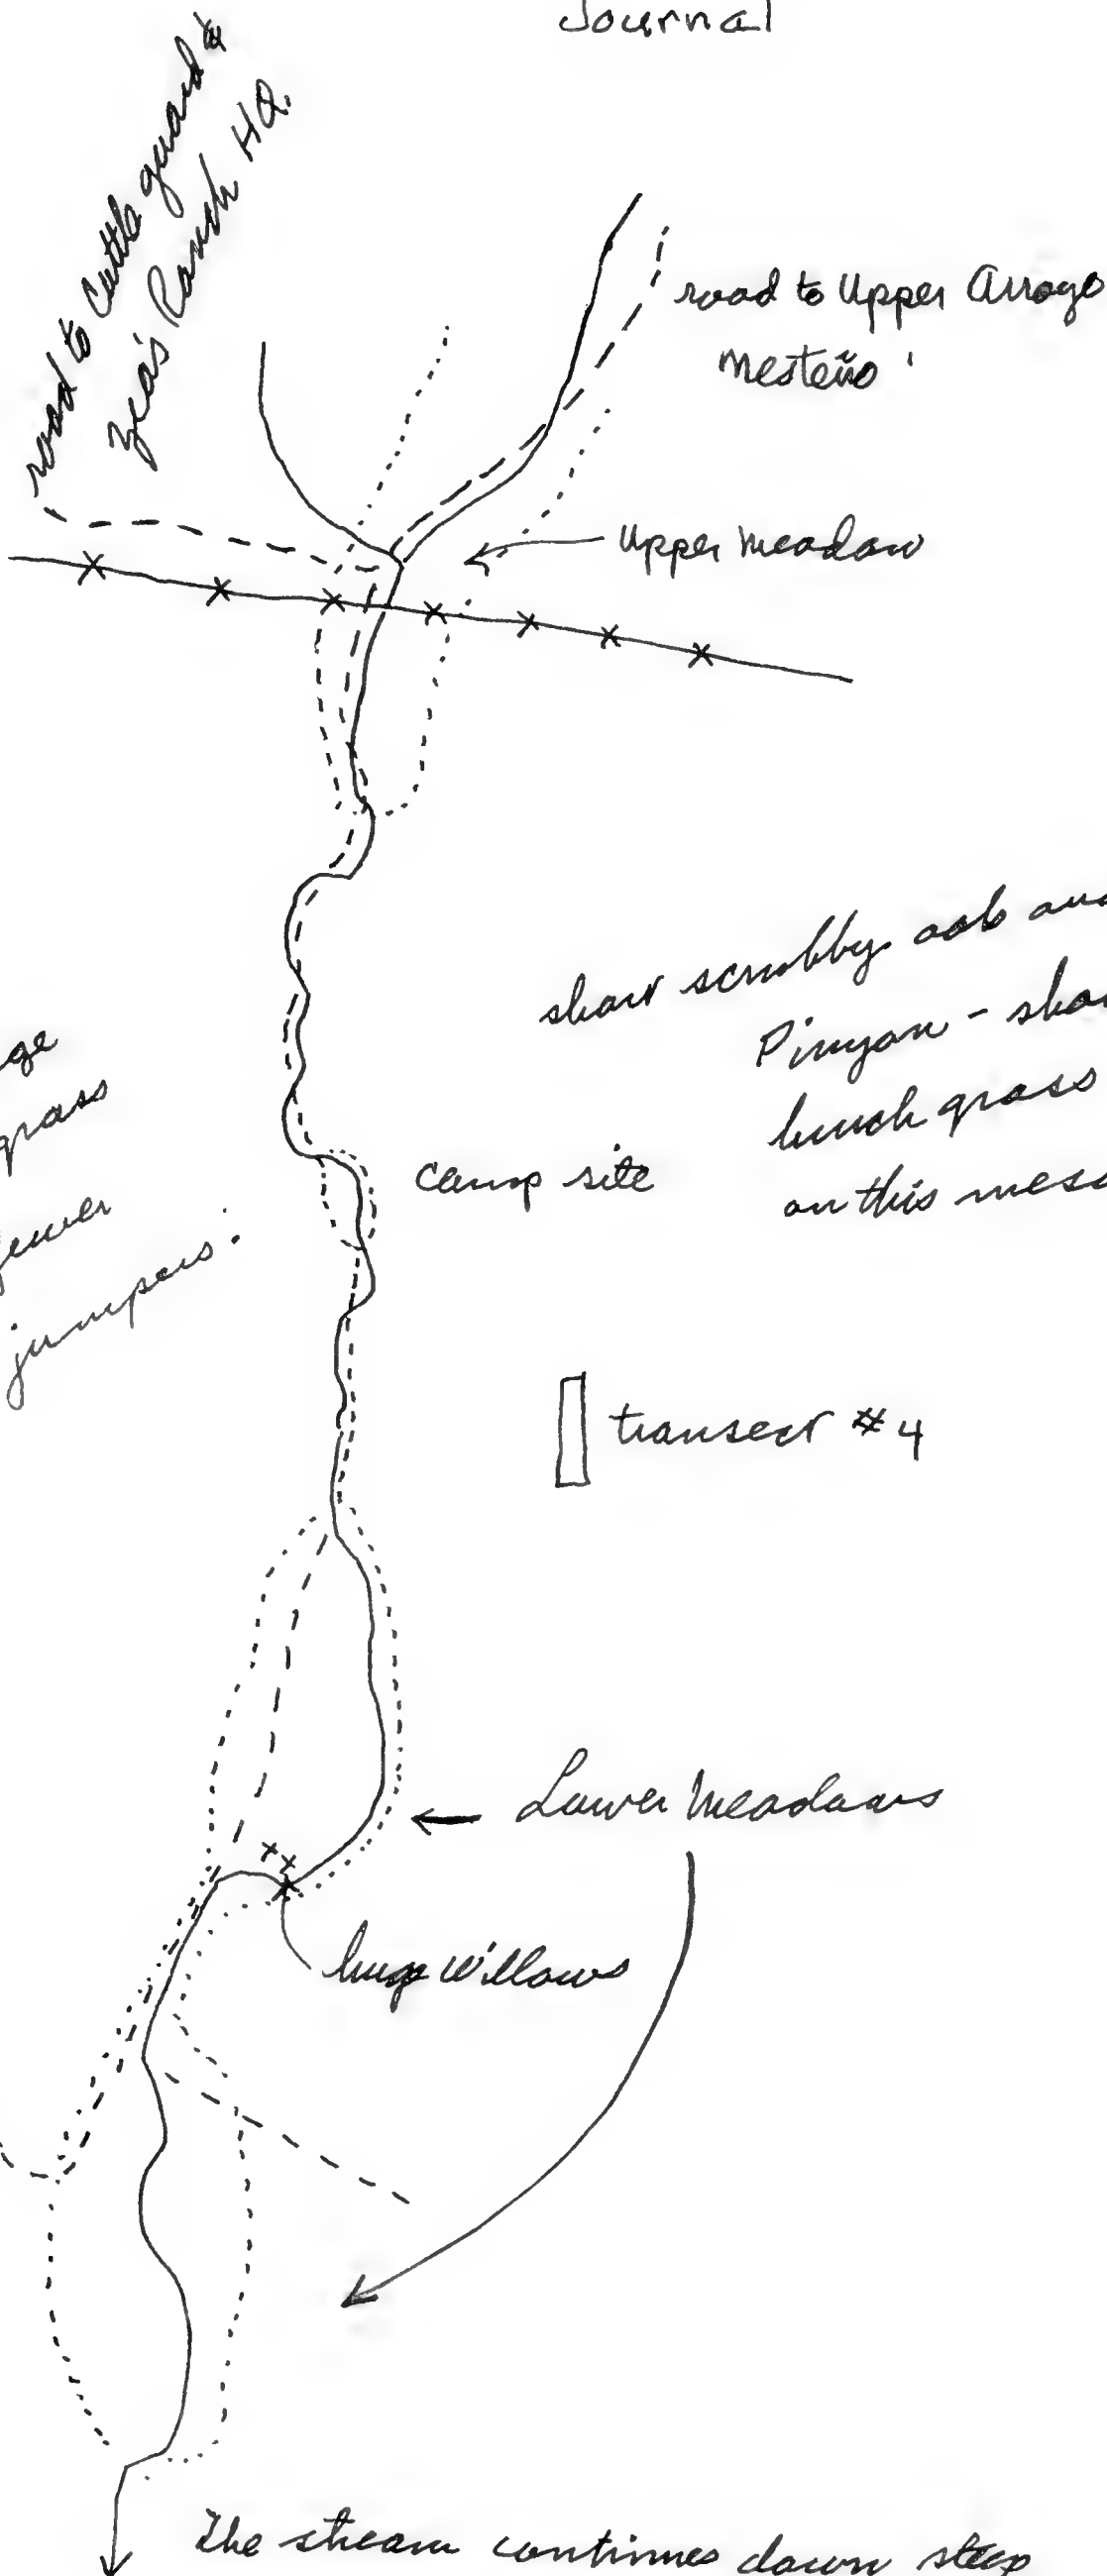 Journal
road to Cattle guard &
Zea's Ranch HQ.
road to Upper Arroyo
Mesteño
Upper Meadow
show scrubby oak and
Pinyon - sho
bunch grass
on this mesa
grass
fewer
junipers.
Camp site
transect #4
Lower Meadows
huge willows
The stream continues down steep